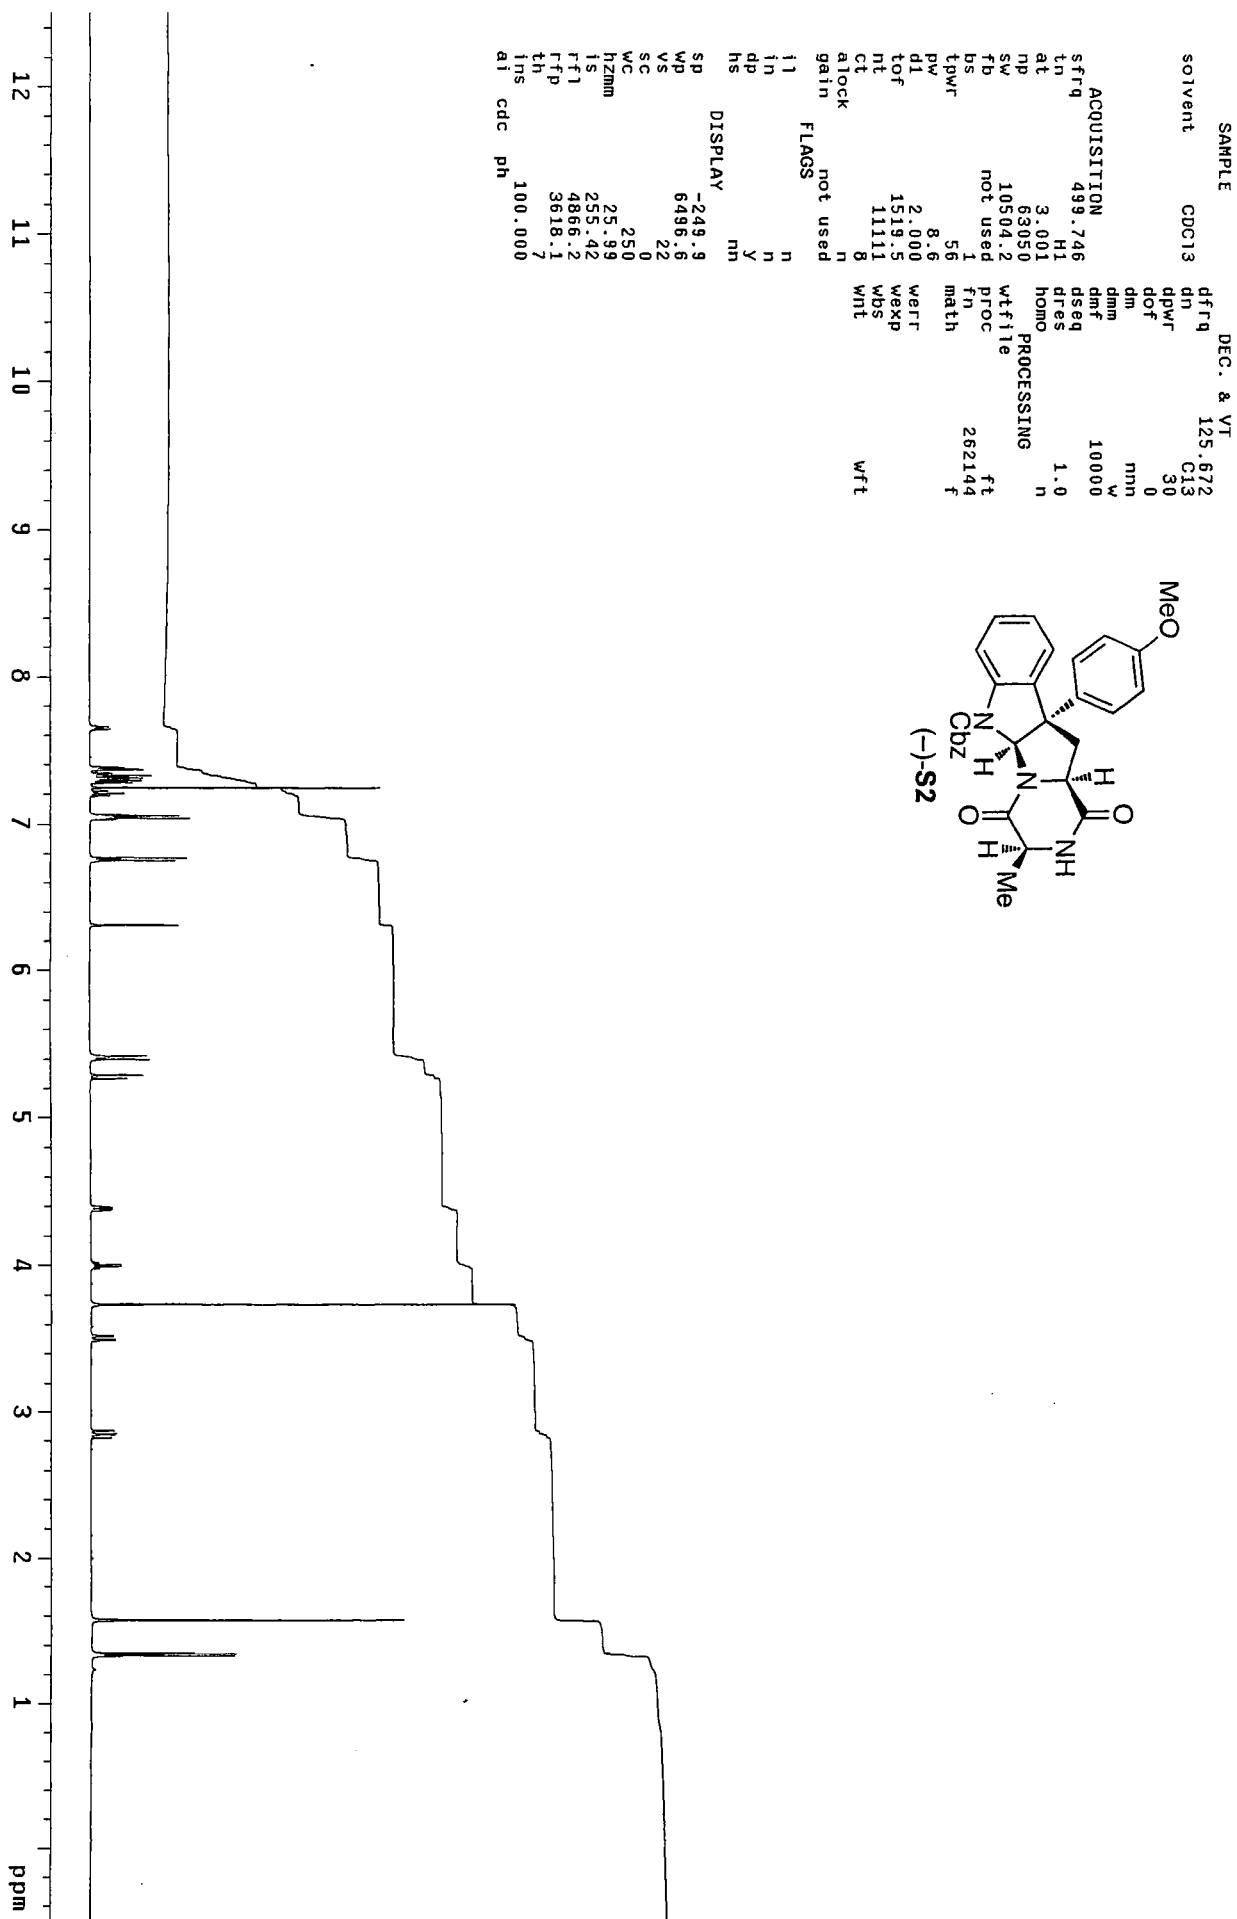 SAMPLE
solvent CDCl3
ACQUISITION
sfrq 499.746
tn H1
at 3.001
np 63050
sw 10504.2
fb not used
bs 1
tpwr 56
pw 8.6
d1 2.000
tof 1519.5
nt 11111
ct 8
alock n
gain not used
FLAGS
il n
in n
dp y
hs nn
DISPLAY
sp -249.9
wp 6496.6
vs 22
sc 0
wc 250
hzmm 25.99
is 255.42
rfl 4866.2
rfp 3618.1
th 7
ins 100.000
ai cdc ph
DEC. & VT
dfrq 125.672
dn C13
dpwr 30
dof 0
dm nnn
dmm w
dmf 10000
dseq
dres 1.0
homo n
PROCESSING
wtfile
proc ft
fn 262144
math f
werr
wexp
wbs
wnt wft
MeO
N
Cbz
H
N
H
O
O
NH
H
Me
(–)-S2
12 11 10 9 8 7 6 5 4 3 2 1 ppm